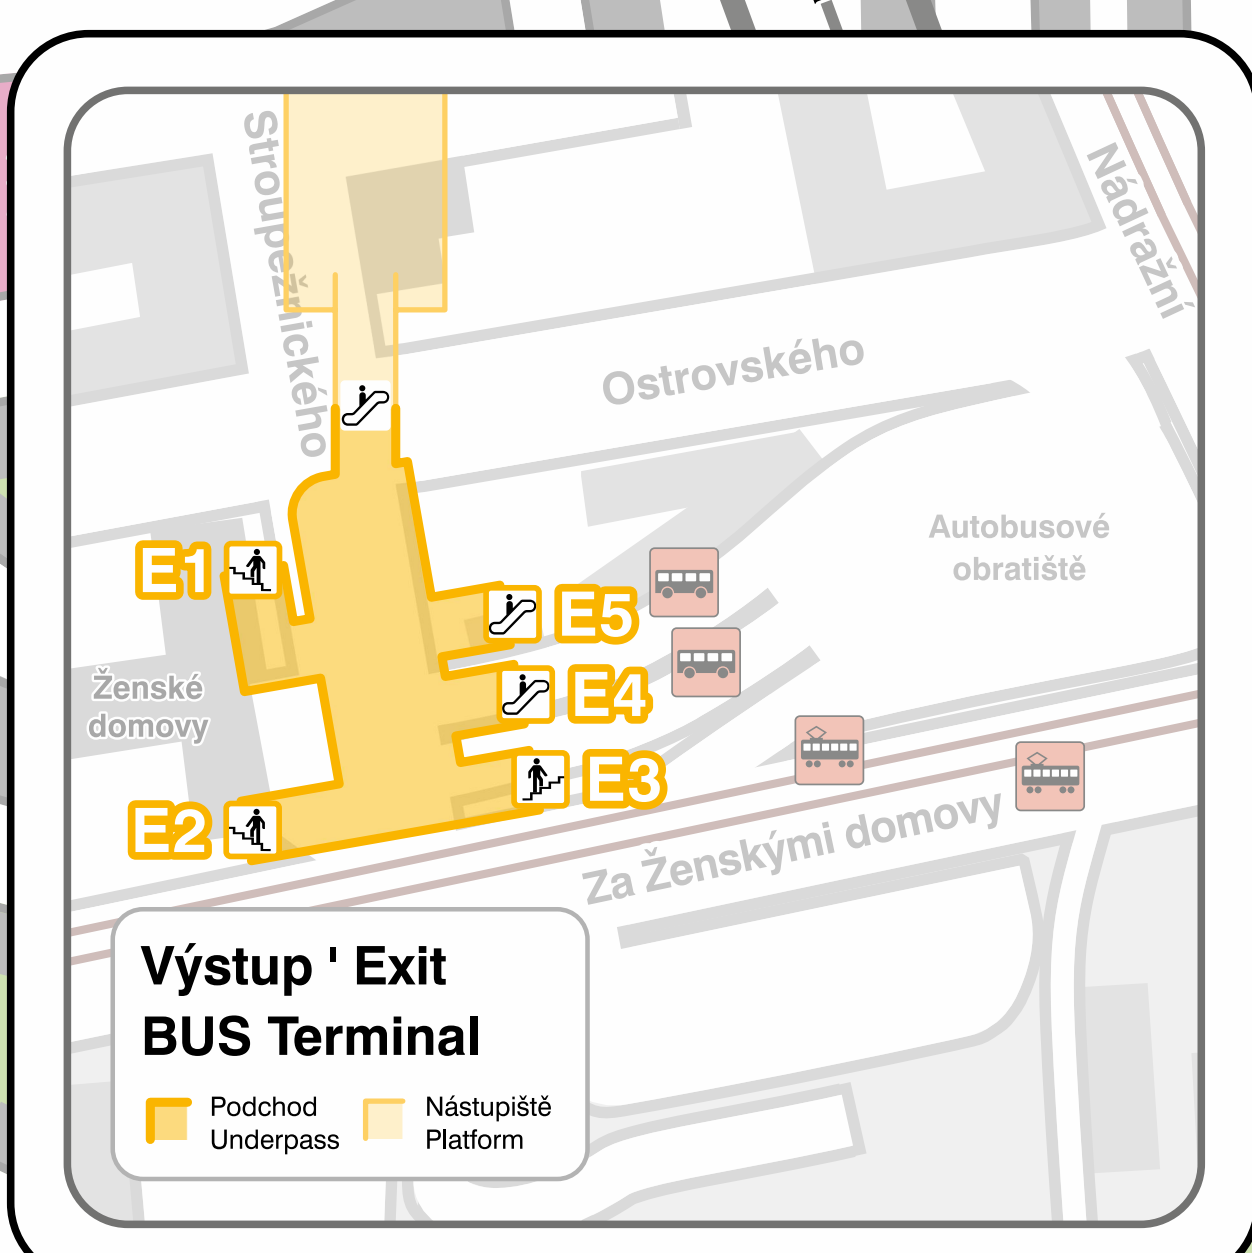 Stroupežnického
Nádražní
Ostrovského
Autobusové
obratiště
E1
E5
Ženské
domovy
E4
E3
E2
Za Ženskými domovy
Výstup ' Exit
BUS Terminal
Podchod
Underpass
Nástupiště
Platform